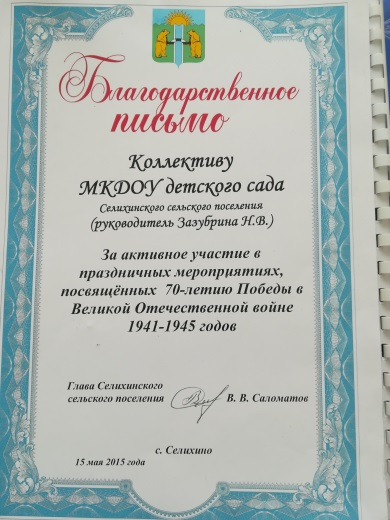 Благодарственное
письмо
Коллективу
МКДОУ детского сада
Селихинского сельского поселения
(руководитель Зазубрина Н.В.)
За активное участие в
праздничных мероприятиях,
посвящённых 70-летию Победы в
Великой Отечественной войне
1941-1945 годов
Глава Селихинского
сельского поселения В. В. Саломатов
с. Селихино
15 мая 2015 года